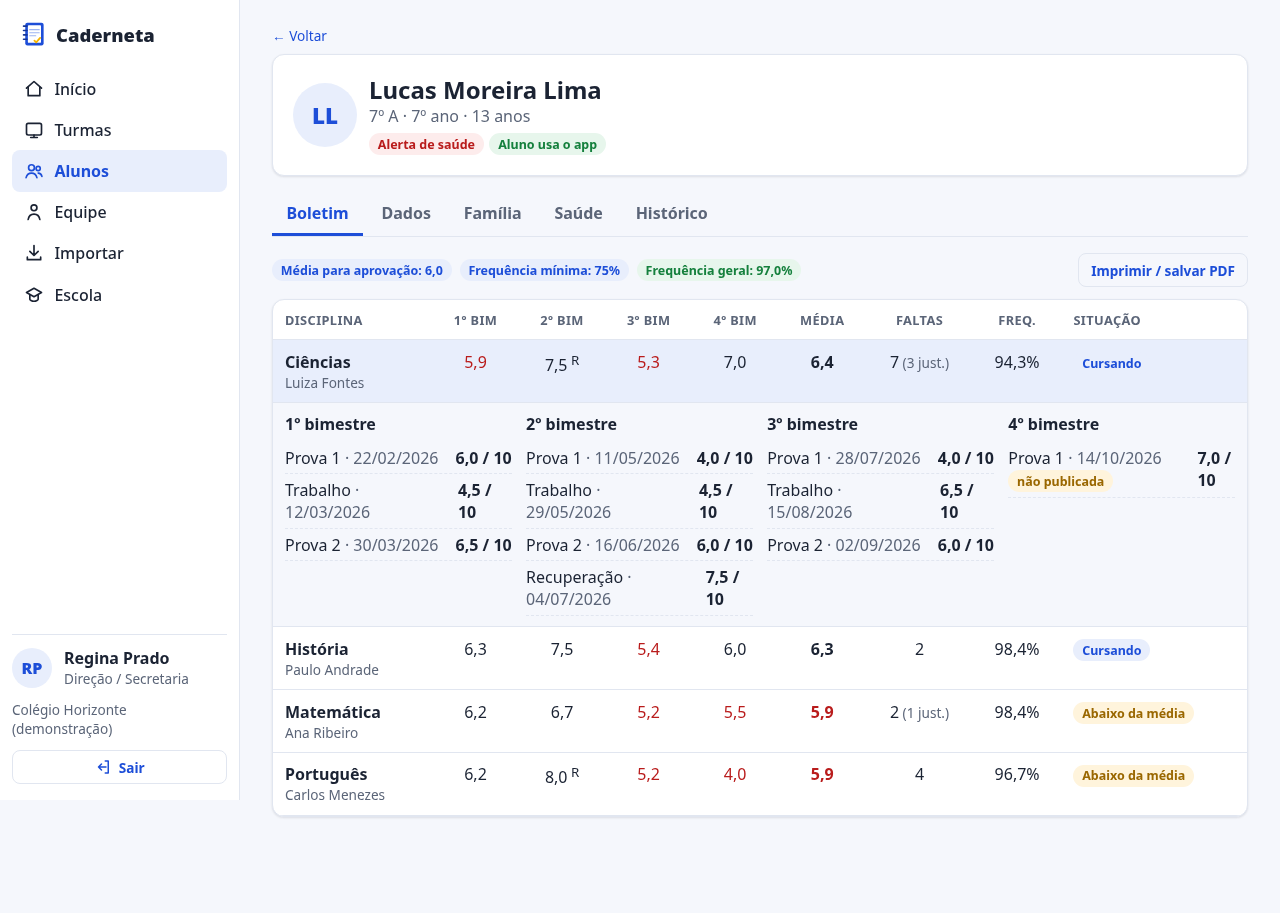 Caderneta
Início
Turmas
Alunos
Equipe
Importar
Escola
RP
Regina Prado
Direção / Secretaria
Colégio Horizonte
(demonstração)
Sair
← Voltar
LL
Lucas Moreira Lima
7º A · 7º ano · 13 anos
Alerta de saúde Aluno usa o app
Boletim Dados Família Saúde Histórico
Média para aprovação: 6,0 Frequência mínima: 75% Frequência geral: 97,0% Imprimir / salvar PDF
DISCIPLINA 1º BIM 2º BIM 3º BIM 4º BIM MÉDIA FALTAS FREQ. SITUAÇÃO
Ciências 5,9 7,5 R 5,3 7,0 6,4 7 (3 just.) 94,3% Cursando
Luiza Fontes
1º bimestre
Prova 1 · 22/02/2026 6,0 / 10
Trabalho · 4,5 /
12/03/2026 10
Prova 2 · 30/03/2026 6,5 / 10
2º bimestre
Prova 1 · 11/05/2026 4,0 / 10
Trabalho · 4,5 /
29/05/2026 10
Prova 2 · 16/06/2026 6,0 / 10
Recuperação · 7,5 /
04/07/2026 10
3º bimestre
Prova 1 · 28/07/2026 4,0 / 10
Trabalho · 6,5 /
15/08/2026 10
Prova 2 · 02/09/2026 6,0 / 10
4º bimestre
Prova 1 · 14/10/2026 7,0 /
não publicada 10
História 6,3 7,5 5,4 6,0 6,3 2 98,4% Cursando
Paulo Andrade
Matemática 6,2 6,7 5,2 5,5 5,9 2 (1 just.) 98,4% Abaixo da média
Ana Ribeiro
Português 6,2 8,0 R 5,2 4,0 5,9 4 96,7% Abaixo da média
Carlos Menezes